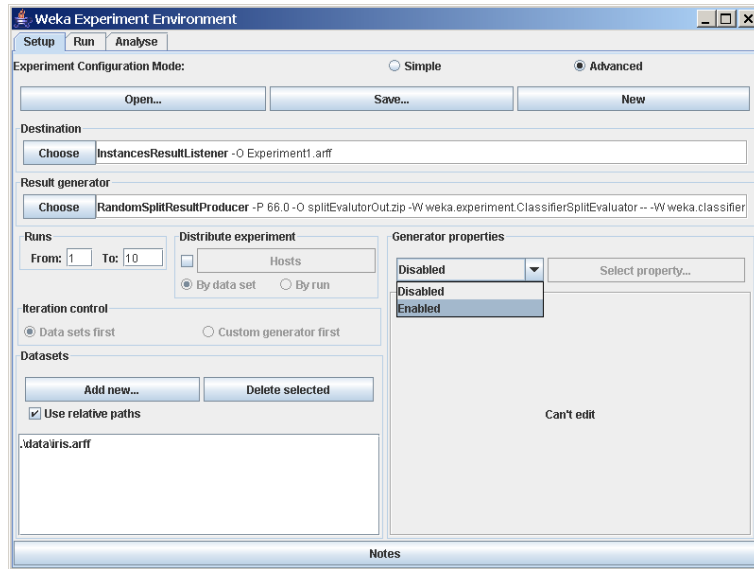 Weka Experiment Environment
Setup Run Analyse
Experiment Configuration Mode: Simple Advanced
Open... Save... New
Destination
Choose InstancesResultListener -O Experiment1.arff
Result generator
Choose RandomSplitResultProducer -P 66.0 -O splitEvalutorOut.zip -W weka.experiment.ClassifierSplitEvaluator -- -W weka.classifier
Runs Distribute experiment Generator properties
From: 1 To: 10 Hosts Disabled Select property...
By data set By run Disabled
Iteration control Enabled
Data sets first Custom generator first
Datasets
Add new... Delete selected
Use relative paths Can't edit
.\data\iris.arff
Notes